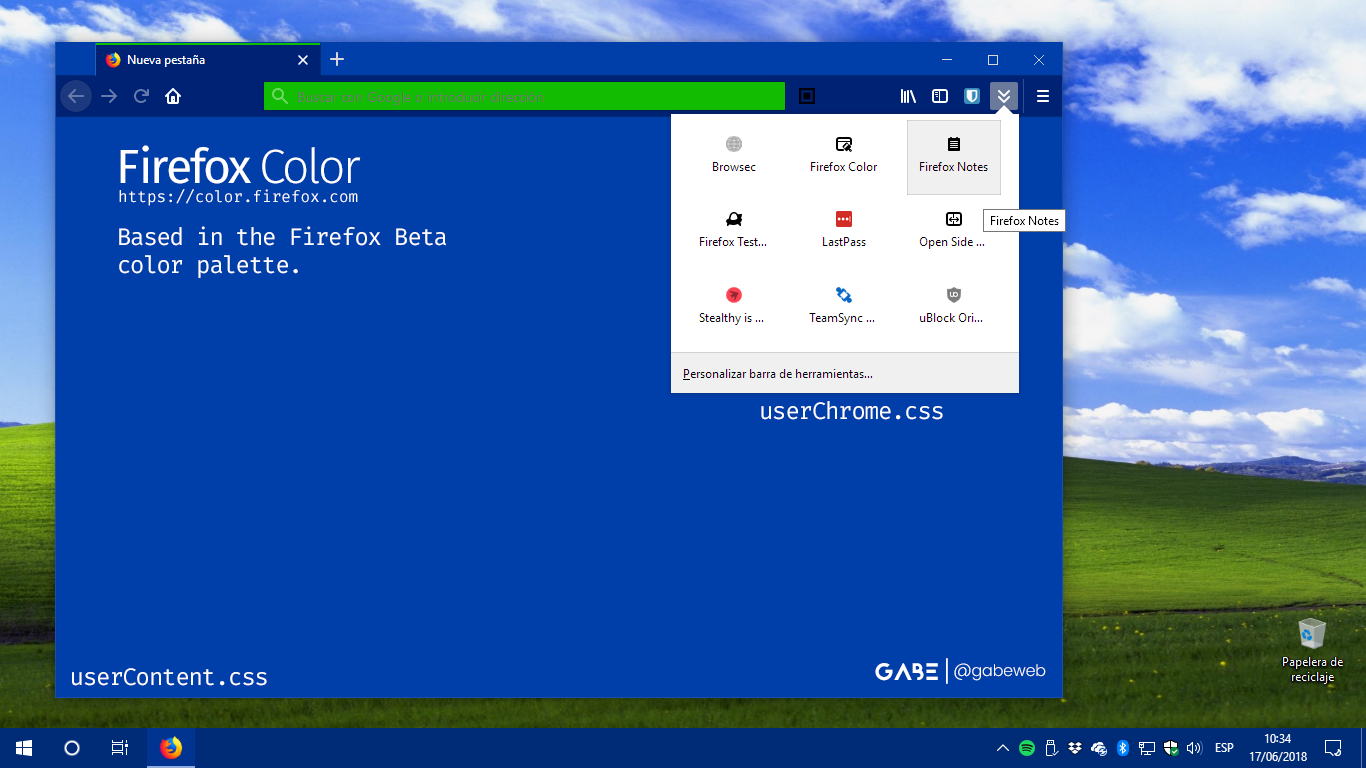 Nueva pestaña
Buscar con Google o introducir dirección
Firefox Color
https://color.firefox.com
Based in the Firefox Beta
color palette.
Browsec
Firefox Color
Firefox Notes
Firefox Notes
Firefox Test...
LastPass
Open Side ...
Stealthy is ...
TeamSync ...
uBlock Ori...
Personalizar barra de herramientas...
userChrome.css
userContent.css
GABE @gabeweb
Papelera de
reciclaje
ESP
10:34
17/06/2018